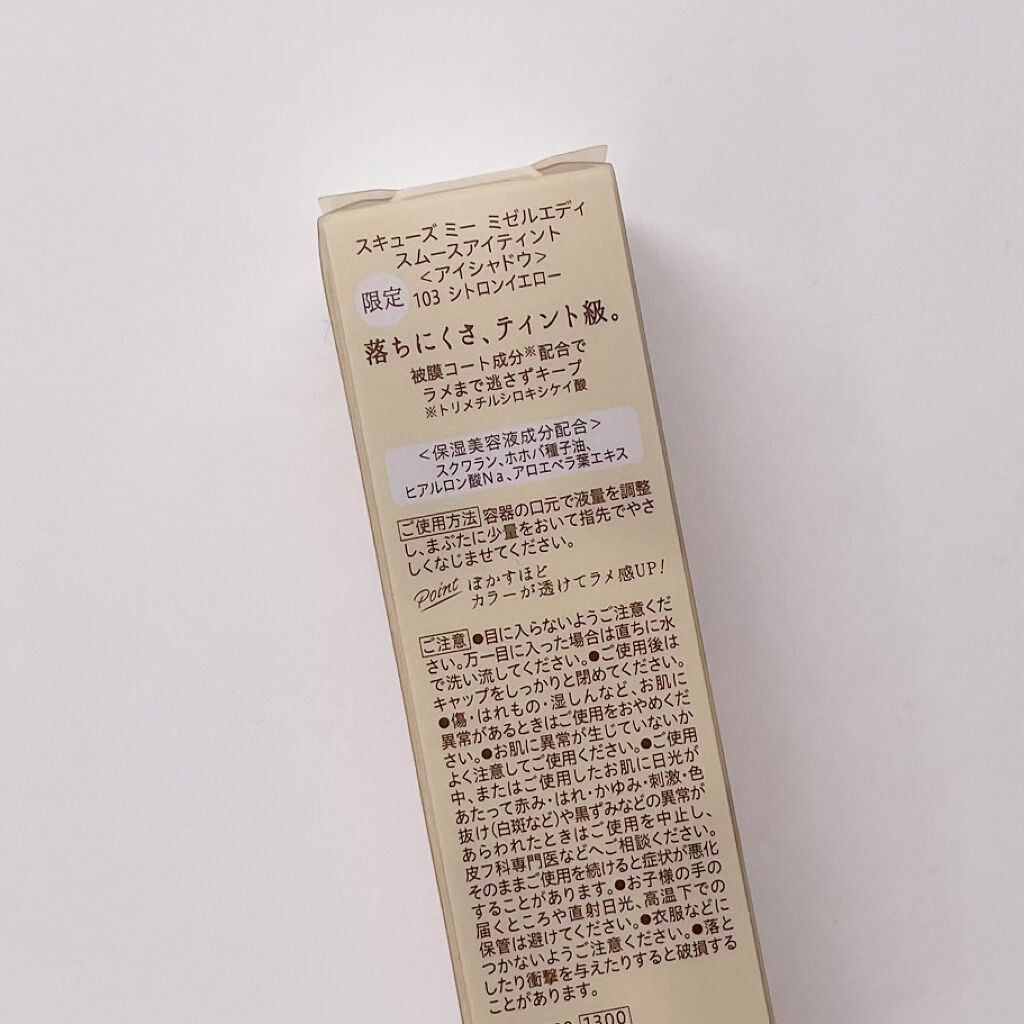 スキューズ ミー ミゼルエディ
スムースアイティント
<アイシャドウ>
限定
103 シトロンイエロー
落ちにくさ、ティント級。
被膜コート成分※配合で
ラメまで逃さずキープ
※トリメチルシロキシケイ酸
<保湿美容液成分配合>
スクワラン、ホホバ種子油、
ヒアルロン酸Na、アロエベラ葉エキス
ご使用方法 容器の口元で液量を調整
し、まぶたに少量をおいて指先でやさ
しくなじませてください。
Point ぼかすほど
カラーが透けてラメ感UP!
ご注意 ●目に入らないようご注意くだ
さい。万一目に入った場合は直ちに水
で洗い流してください。●ご使用後は
キャップをしっかりと閉めてください。
●傷・はれもの・湿しんなど、お肌に
異常があるときはご使用をおやめくだ
さい。●お肌に異常が生じていないか
よく注意してご使用ください。●ご使用
中、またはご使用したお肌に日光が
あたって赤み・はれ・かゆみ・刺激・色
抜け(白斑など)や黒ずみなどの異常が
あらわれたときはご使用を中止し、
皮フ科専門医などへご相談ください。
そのままご使用を続けると症状が悪化
することがあります。●お子様の手の
届くところや直射日光、高温下での
保管は避けてください。●衣服などに
つかないようご注意ください。●落と
したり衝撃を与えたりすると破損する
ことがあります。
1300